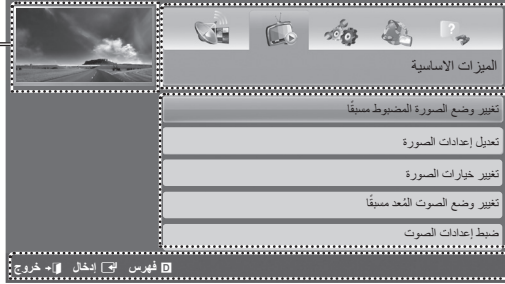 الميزات الاساسية
تغيير وضع الصورة المضبوط مسبقًا
تعديل إعدادات الصورة
تغيير خيارات الصورة
تغيير وضع الصوت المُعد مسبقًا
ضبط إعدادات الصوت
D فهرس إدخال خروج